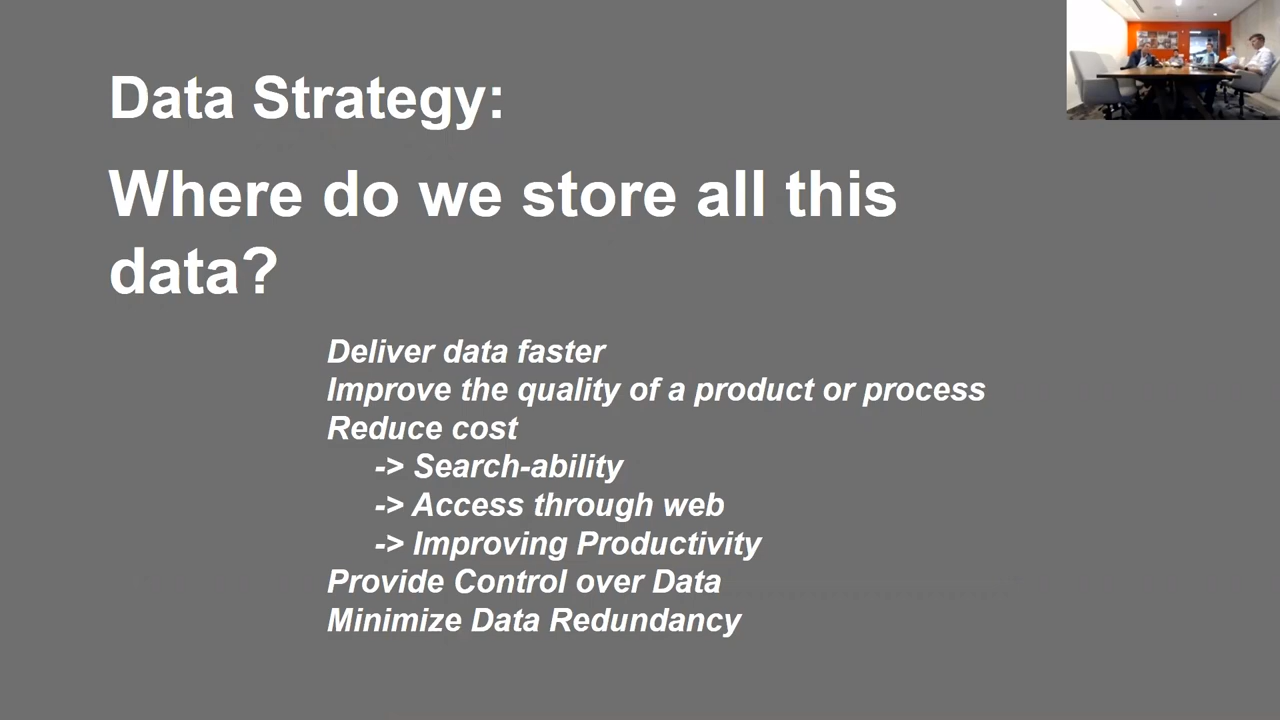 Data Strategy:
Where do we store all this
data?
Deliver data faster
Improve the quality of a product or process
Reduce cost
-> Search-ability
-> Access through web
-> Improving Productivity
Provide Control over Data
Minimize Data Redundancy